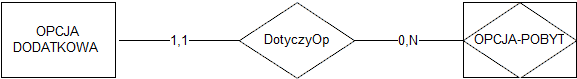 OPCJA
DODATKOWA
1,1
DotyczyOp
0,N
OPCJA-POBYT